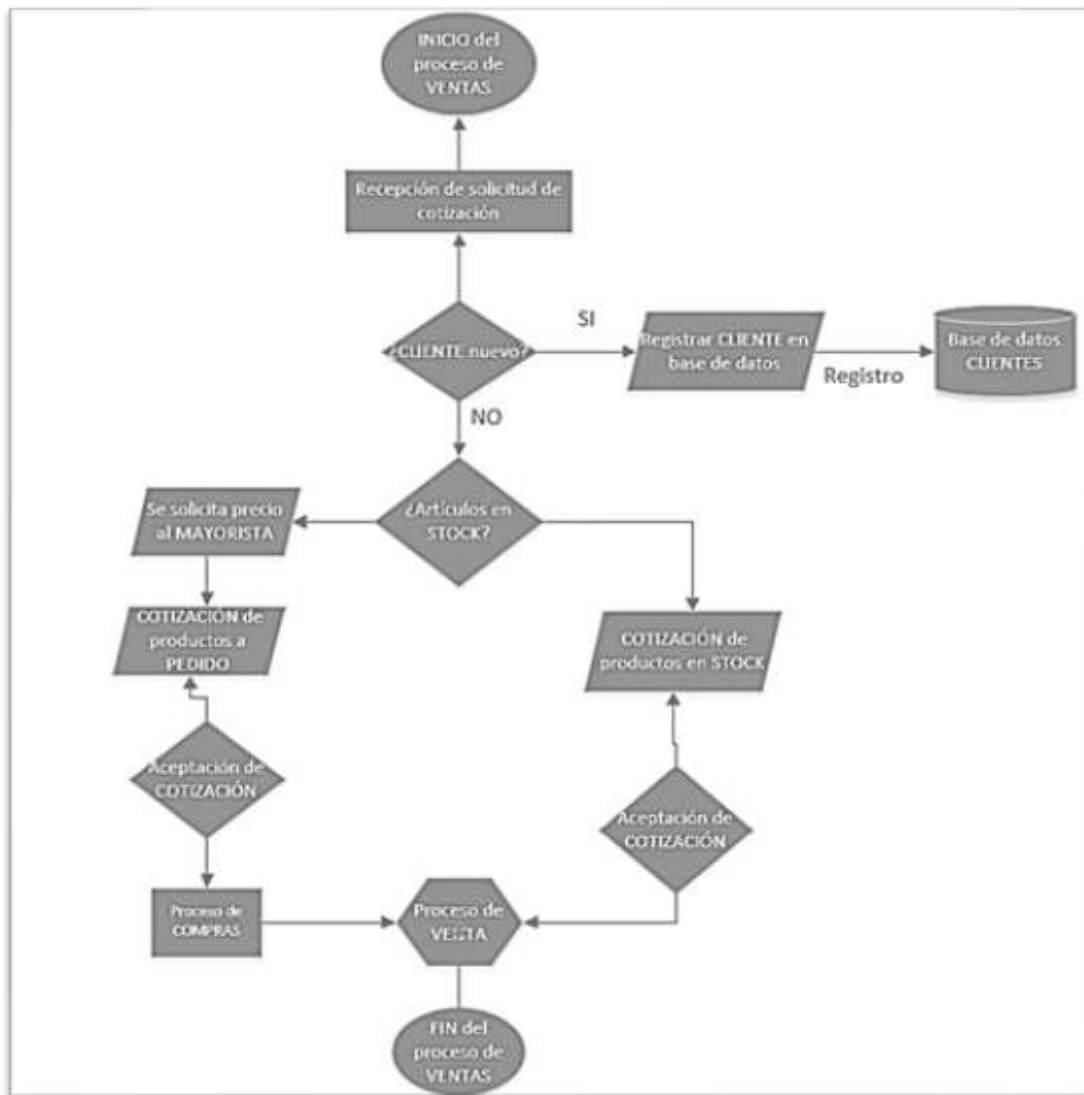 INICIO del
proceso de
VENTAS
Recepción de solicitud de
cotización
¿CLIENTE nuevo?
SI
Registrar CLIENTE en
base de datos
Registro
Base de datos
CLIENTES
NO
¿Artículos en
STOCK?
Se solicita precio
al MAYORISTA
COTIZACIÓN de
productos a
PEDIDO
COTIZACIÓN de
productos en STOCK
Aceptación de
COTIZACIÓN
Aceptación de
COTIZACIÓN
Proceso de
COMPRAS
Proceso de
VENTA
FIN del
proceso de
VENTAS